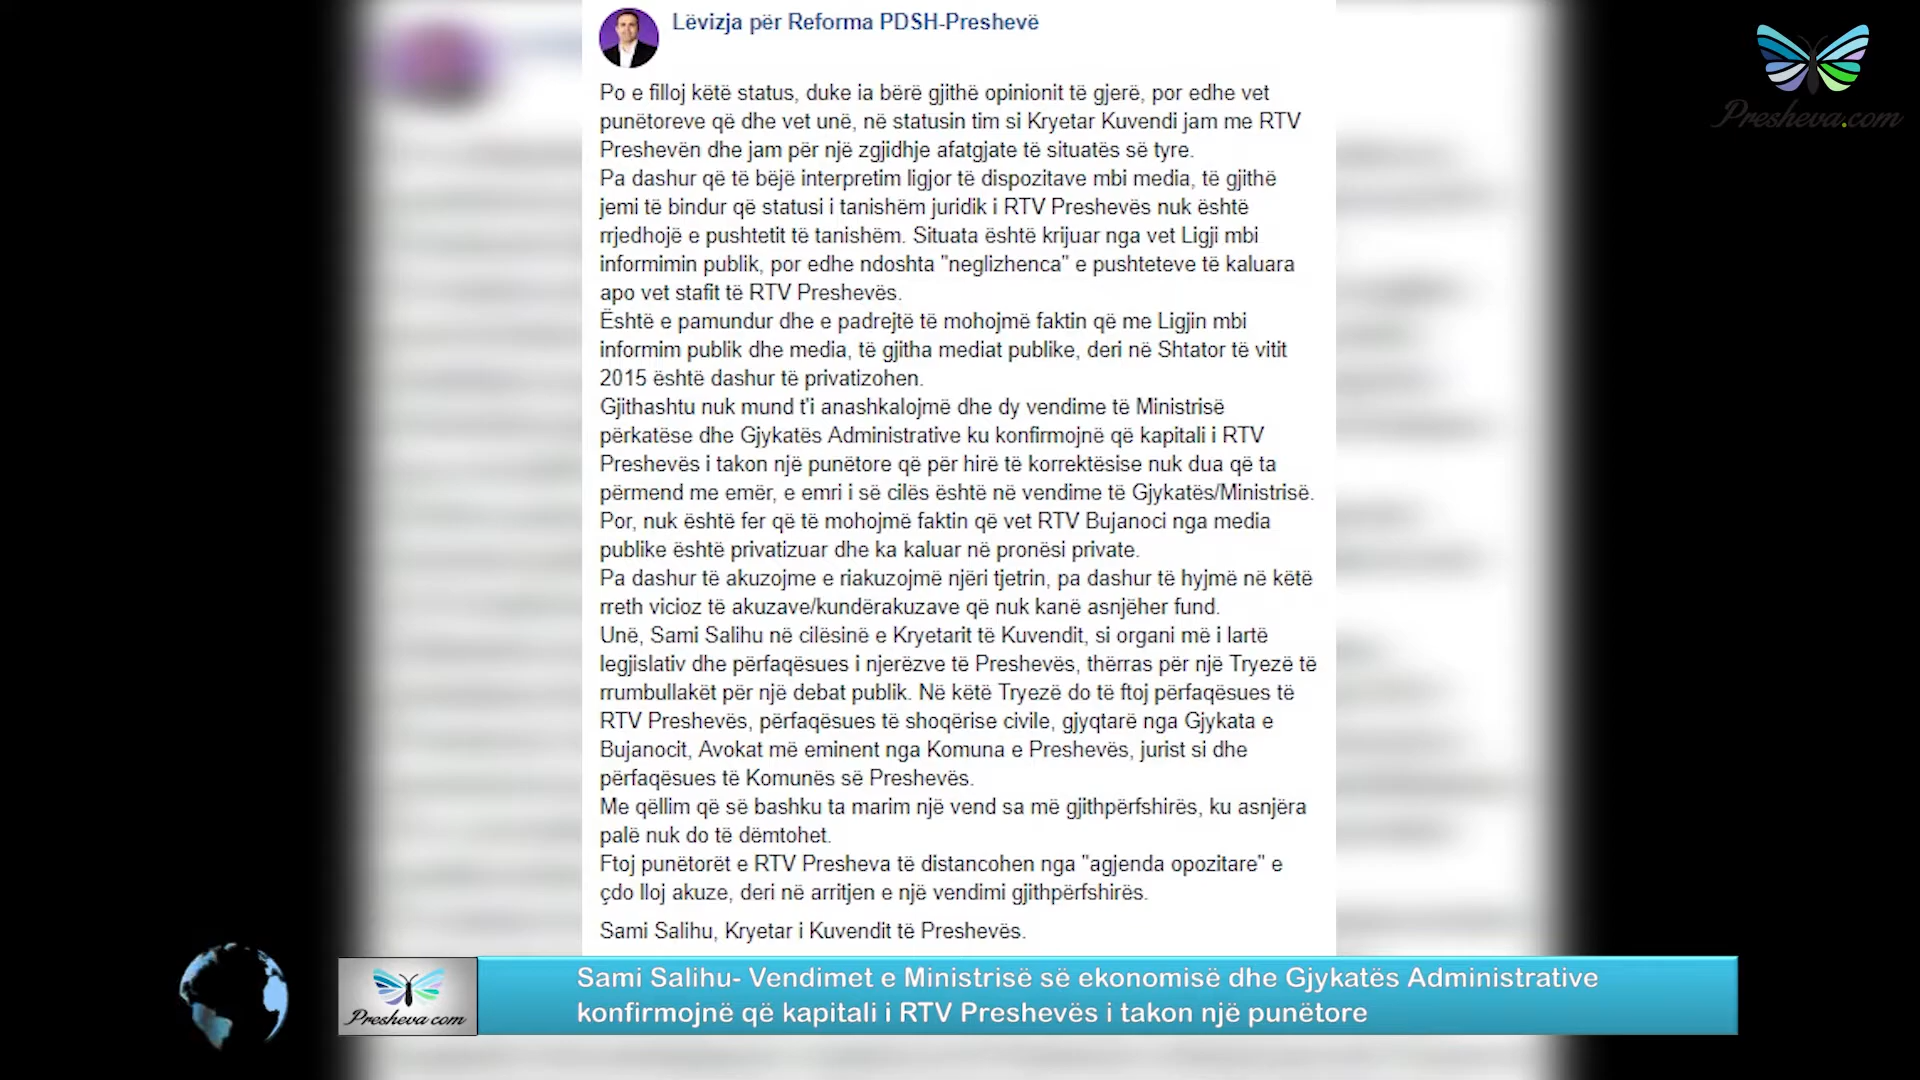 Lëvizja për Reforma PDSH-Preshevë
Presheva.com
Po e filloj këtë status, duke ia bërë gjithë opinionit të gjerë, por edhe vet
punëtoreve që dhe vet unë, në statusin tim si Kryetar Kuvendi jam me RTV
Preshevën dhe jam për një zgjidhje afatgjate të situatës së tyre.
Pa dashur që të bëjë interpretim ligjor të dispozitave mbi media, të gjithë
jemi të bindur që statusi i tanishëm juridik i RTV Preshevës nuk është
rrjedhojë e pushtetit të tanishëm. Situata është krijuar nga vet Ligji mbi
informimin publik, por edhe ndoshta "neglizhenca" e pushteteve të kaluara
apo vet stafit të RTV Preshevës.
Është e pamundur dhe e padrejtë të mohojmë faktin që me Ligjin mbi
informim publik dhe media, të gjitha mediat publike, deri në Shtator të vitit
2015 është dashur të privatizohen.
Gjithashtu nuk mund t'i anashkalojmë dhe dy vendime të Ministrisë
përkatëse dhe Gjykatës Administrative ku konfirmojnë që kapitali i RTV
Preshevës i takon një punëtore që për hirë të korrektësise nuk dua që ta
përmend me emër, e emri i së cilës është në vendime të Gjykatës/Ministrisë.
Por, nuk është fer që të mohojmë faktin që vet RTV Bujanoci nga media
publike është privatizuar dhe ka kaluar në pronësi private.
Pa dashur të akuzojme e riakuzojmë njëri tjetrin, pa dashur të hyjmë në këtë
rreth vicioz të akuzave/kundërakuzave që nuk kanë asnjëher fund.
Unë, Sami Salihu në cilësinë e Kryetarit të Kuvendit, si organi më i lartë
legjislativ dhe përfaqësues i njerëzve të Preshevës, thërras për një Tryezë të
rrumbullakët për një debat publik. Në këtë Tryezë do të ftoj përfaqësues të
RTV Preshevës, përfaqësues të shoqërise civile, gjyqtarë nga Gjykata e
Bujanocit, Avokat më eminent nga Komuna e Preshevës, jurist si dhe
përfaqësues të Komunës së Preshevës.
Me qëllim që së bashku ta marim një vend sa më gjithpërfshirës, ku asnjëra
palë nuk do të dëmtohet.
Ftoj punëtorët e RTV Presheva të distancohen nga "agjenda opozitare" e
çdo lloj akuze, deri në arritjen e një vendimi gjithpërfshirës.
Sami Salihu, Kryetar i Kuvendit të Preshevës.
Sami Salihu- Vendimet e Ministrisë së ekonomisë dhe Gjykatës Administrative
konfirmojnë që kapitali i RTV Preshevës i takon një punëtore
Presheva.com